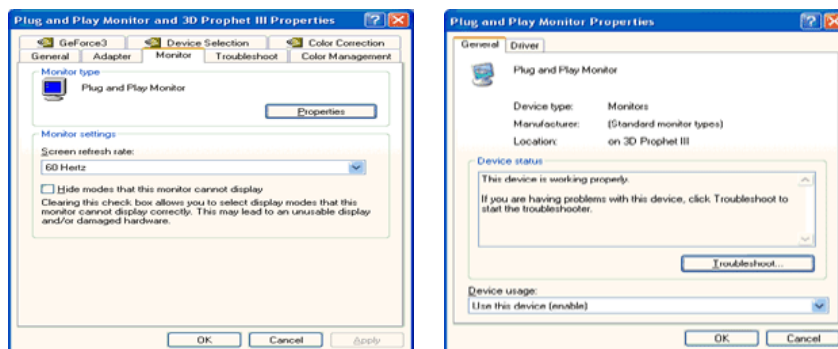 Plug and Play Monitor and 3D Prophet III Properties
GeForce3
Device Selection
Color Correction
General
Adapter
Monitor
Troubleshoot
Color Management
Monitor type
Plug and Play Monitor
Properties
Monitor settings
Screen refresh rate:
60 Hertz
Hide modes that this monitor cannot display
Clearing this check box allows you to select display modes that this
monitor cannot display correctly. This may lead to an unusable display
and/or damaged hardware.
OK
Cancel
Apply
Plug and Play Monitor Properties
General
Driver
Plug and Play Monitor
Device type: Monitors
Manufacturer: (Standard monitor types)
Location: on 3D Prophet III
Device status
This device is working properly.
If you are having problems with this device, click Troubleshoot to
start the troubleshooter.
Troubleshoot...
Device usage:
Use this device (enable)
OK
Cancel